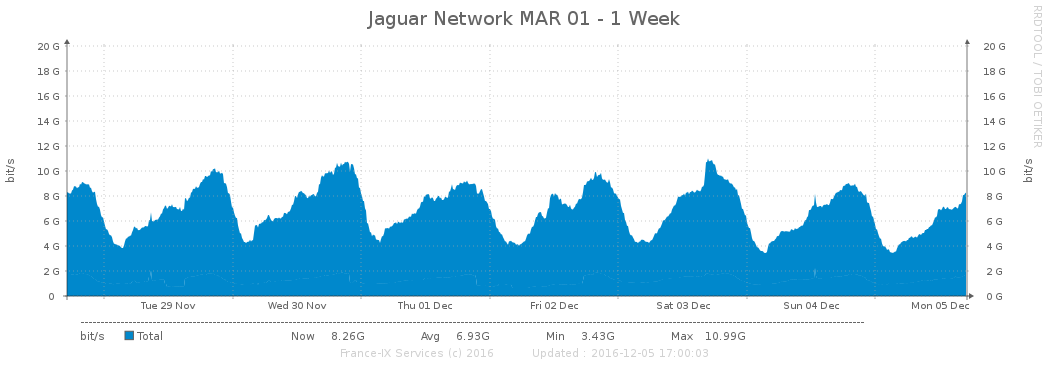 Jaguar Network MAR 01 - 1 Week
RRDTOOL / TOBI OETIKER
bit/s
bit/s
20 G 20 G
18 G 18 G
16 G 16 G
14 G 14 G
12 G 12 G
10 G 10 G
8 G 8 G
6 G 6 G
4 G 4 G
2 G 2 G
0 0 G
Tue 29 Nov Wed 30 Nov Thu 01 Dec Fri 02 Dec Sat 03 Dec Sun 04 Dec Mon 05 Dec
bit/s Total Now 8.26G Avg 6.93G Min 3.43G Max 10.99G
France-IX Services (c) 2016 Updated : 2016-12-05 17:00:03